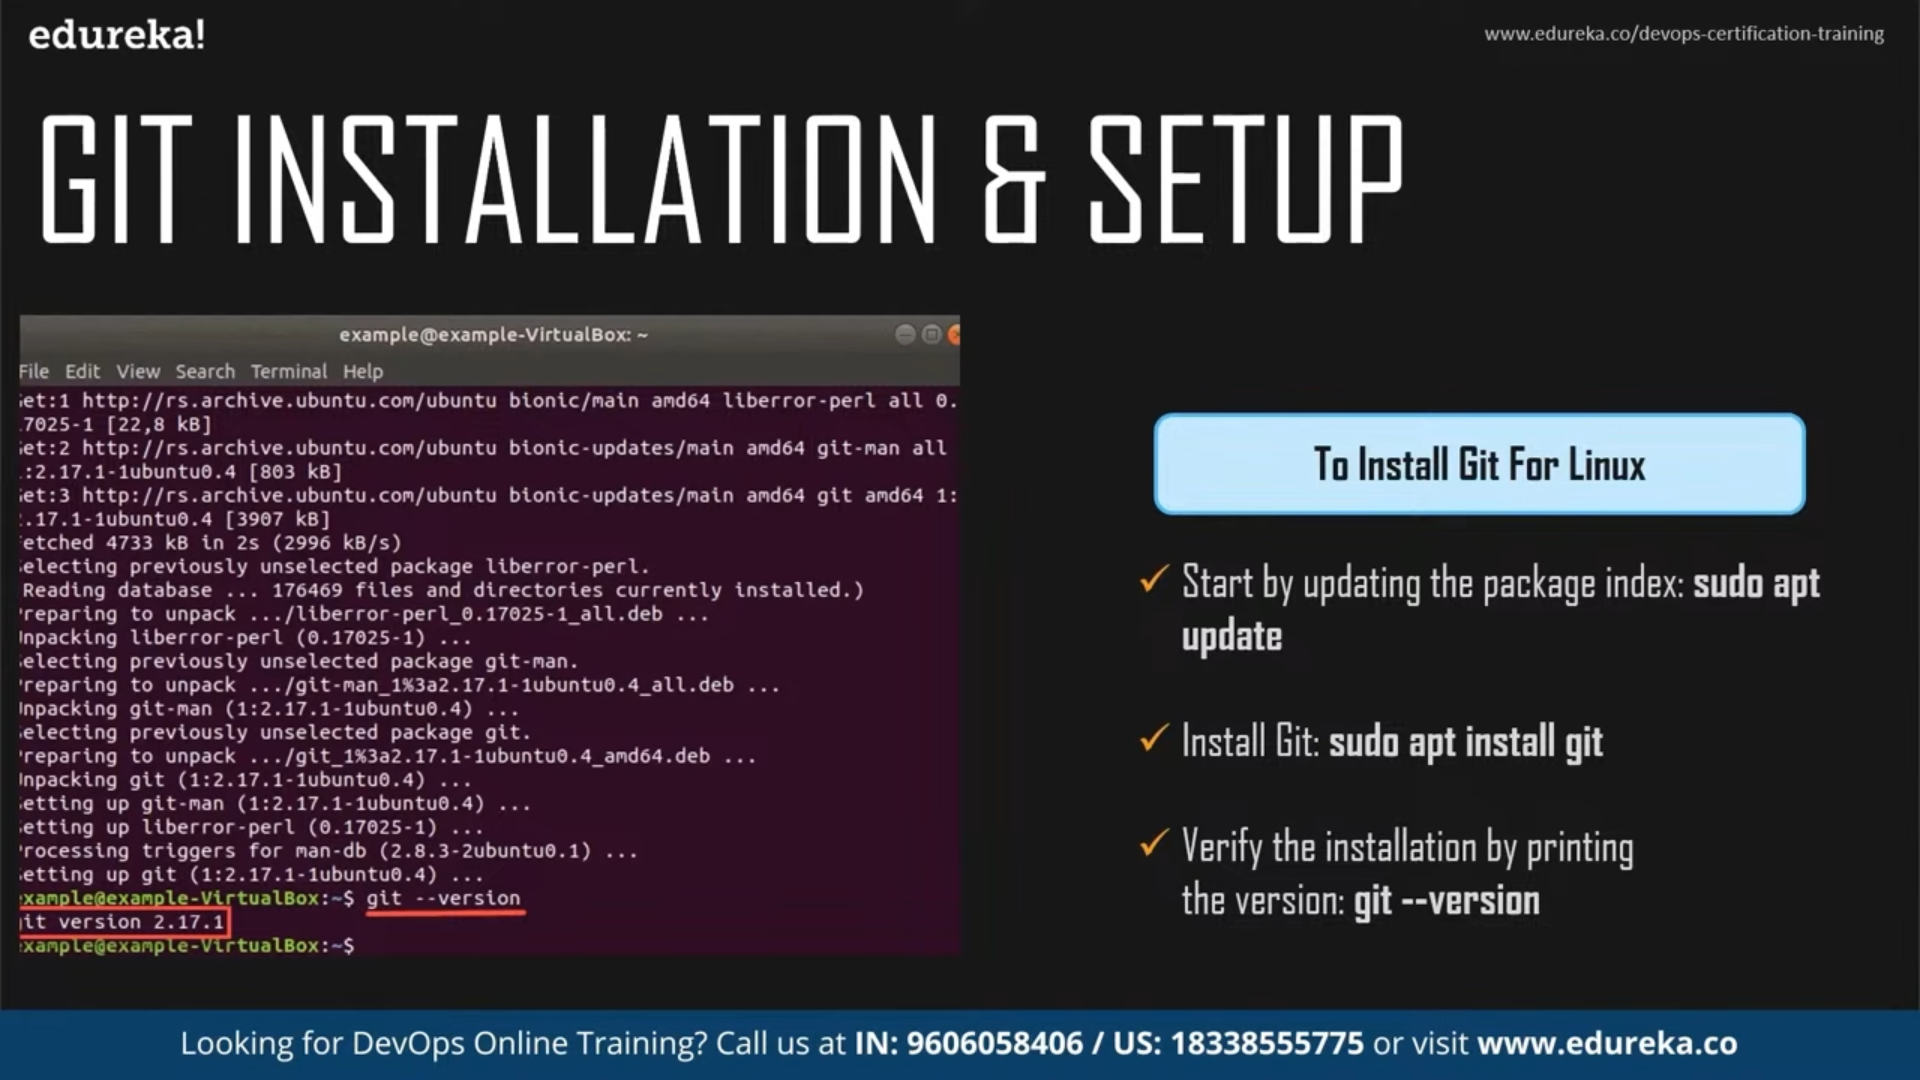 edureka!
www.edureka.co/devops-certification-training
GIT INSTALLATION & SETUP
example@example-VirtualBox: ~
File Edit View Search Terminal Help
et:1 http://rs.archive.ubuntu.com/ubuntu bionic/main amd64 liberror-perl all 0.
7025-1 [22,8 kB]
et:2 http://rs.archive.ubuntu.com/ubuntu bionic-updates/main amd64 git-man all
:2.17.1-1ubuntu0.4 [803 kB]
et:3 http://rs.archive.ubuntu.com/ubuntu bionic-updates/main amd64 git amd64 1:
.17.1-1ubuntu0.4 [3907 kB]
etched 4733 kB in 2s (2996 kB/s)
electing previously unselected package liberror-perl.
Reading database ... 176469 files and directories currently installed.)
reparing to unpack .../liberror-perl_0.17025-1_all.deb ...
npacking liberror-perl (0.17025-1) ...
electing previously unselected package git-man.
reparing to unpack .../git-man_1%3a2.17.1-1ubuntu0.4_all.deb ...
npacking git-man (1:2.17.1-1ubuntu0.4) ...
electing previously unselected package git.
reparing to unpack .../git_1%3a2.17.1-1ubuntu0.4_amd64.deb ...
npacking git (1:2.17.1-1ubuntu0.4) ...
etting up git-man (1:2.17.1-1ubuntu0.4) ...
etting up liberror-perl (0.17025-1) ...
rocessing triggers for man-db (2.8.3-2ubuntu0.1) ...
etting up git (1:2.17.1-1ubuntu0.4) ...
xample@example-VirtualBox:~$ git --version
it version 2.17.1
xample@example-VirtualBox:~$
To Install Git For Linux
✓ Start by updating the package index: sudo apt
update
✓ Install Git: sudo apt install git
✓ Verify the installation by printing
the version: git --version
Looking for DevOps Online Training? Call us at IN: 9606058406 / US: 18338555775 or visit www.edureka.co